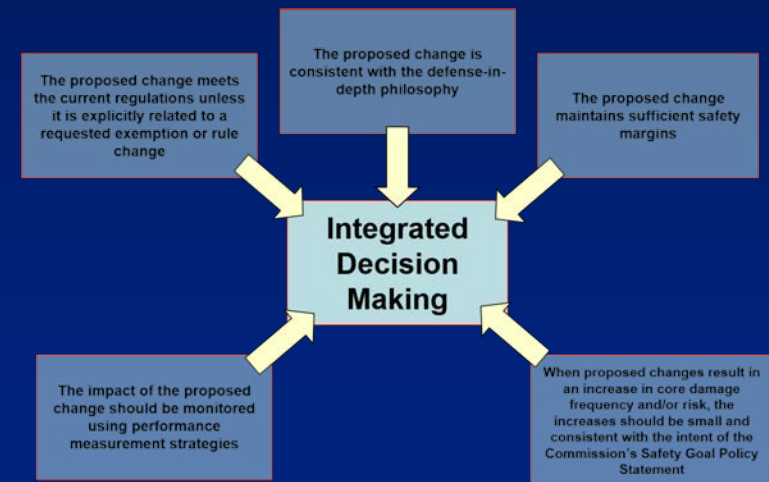 The proposed change meets
the current regulations unless
it is explicitly related to a
requested exemption or rule
change
The proposed change is
consistent with the defense-in-
depth philosophy
The proposed change
maintains sufficient safety
margins
Integrated
Decision
Making
The impact of the proposed
change should be monitored
using performance
measurement strategies
When proposed changes result in
an increase in core damage
frequency and/or risk, the
increases should be small and
consistent with the intent of the
Commission's Safety Goal Policy
Statement